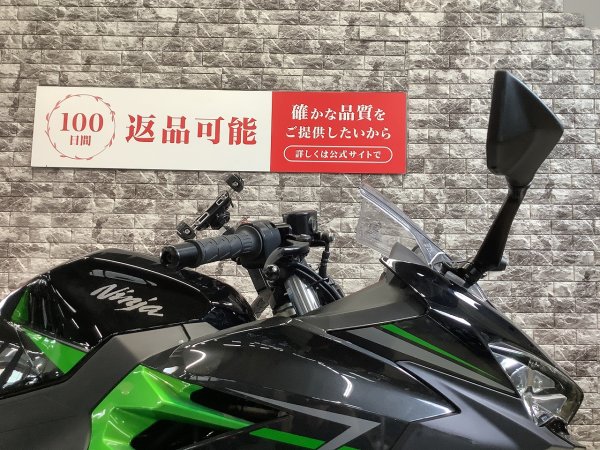 100
日間
返品可能
確かな品質を
ご提供したいから
詳しくは公式サイトで
Ninja